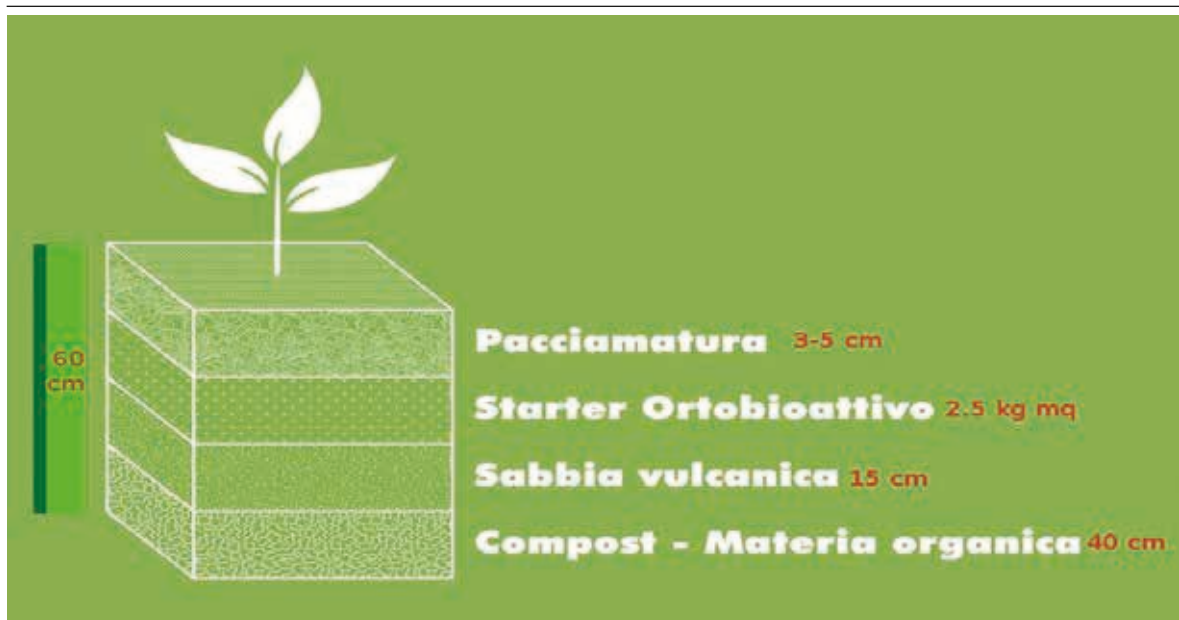 60
cm
Pacciamatura 3-5 cm
Starter Ortobioattivo 2.5 kg mq
Sabbia vulcanica 15 cm
Compost - Materia organica 40 cm